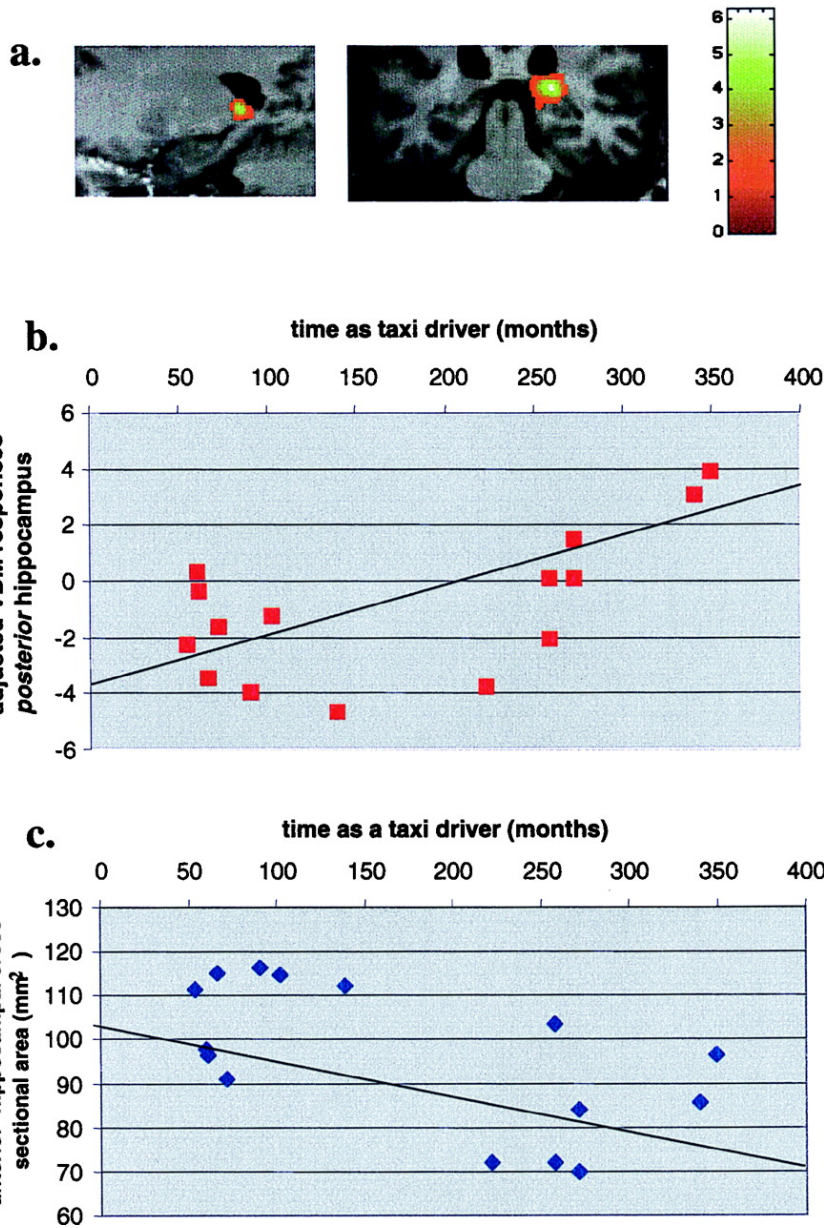 a.
6
5
4
3
2
1
0
b.
time as taxi driver (months)
0 50 100 150 200 250 300 350 400
posterior hippocampus
6
4
2
0
-2
-4
-6
c.
time as a taxi driver (months)
0 50 100 150 200 250 300 350 400
sectional area (mm²)
130
120
110
100
90
80
70
60